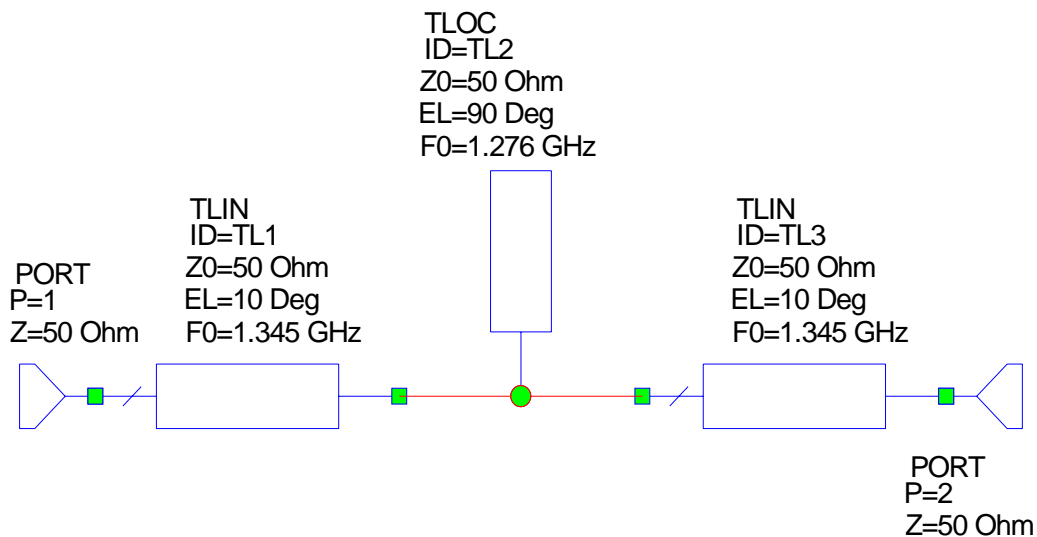 TLOC
ID=TL2
Z0=50 Ohm
EL=90 Deg
F0=1.276 GHz
TLIN
ID=TL1
Z0=50 Ohm
EL=10 Deg
F0=1.345 GHz
TLIN
ID=TL3
Z0=50 Ohm
EL=10 Deg
F0=1.345 GHz
PORT
P=1
Z=50 Ohm
PORT
P=2
Z=50 Ohm